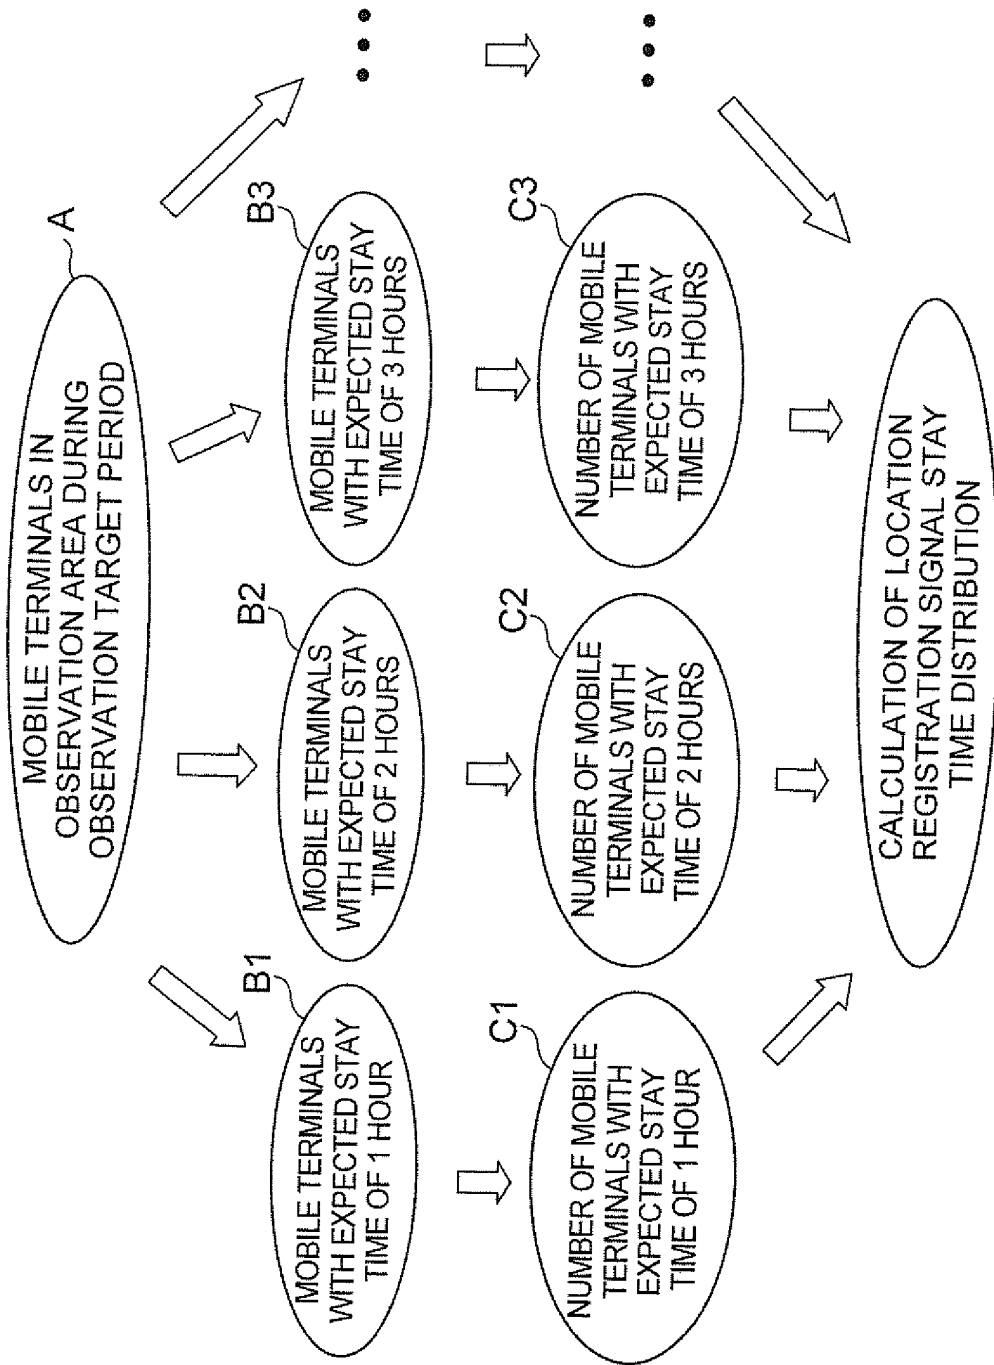 A
MOBILE TERMINALS IN
OBSERVATION AREA DURING
OBSERVATION TARGET PERIOD
B1
MOBILE TERMINALS
WITH EXPECTED STAY
TIME OF 1 HOUR
B2
MOBILE TERMINALS
WITH EXPECTED STAY
TIME OF 2 HOURS
B3
MOBILE TERMINALS
WITH EXPECTED STAY
TIME OF 3 HOURS
C1
NUMBER OF MOBILE
TERMINALS WITH
EXPECTED STAY
TIME OF 1 HOUR
C2
NUMBER OF MOBILE
TERMINALS WITH
EXPECTED STAY
TIME OF 2 HOURS
C3
NUMBER OF MOBILE
TERMINALS WITH
EXPECTED STAY
TIME OF 3 HOURS
CALCULATION OF LOCATION
REGISTRATION SIGNAL STAY
TIME DISTRIBUTION